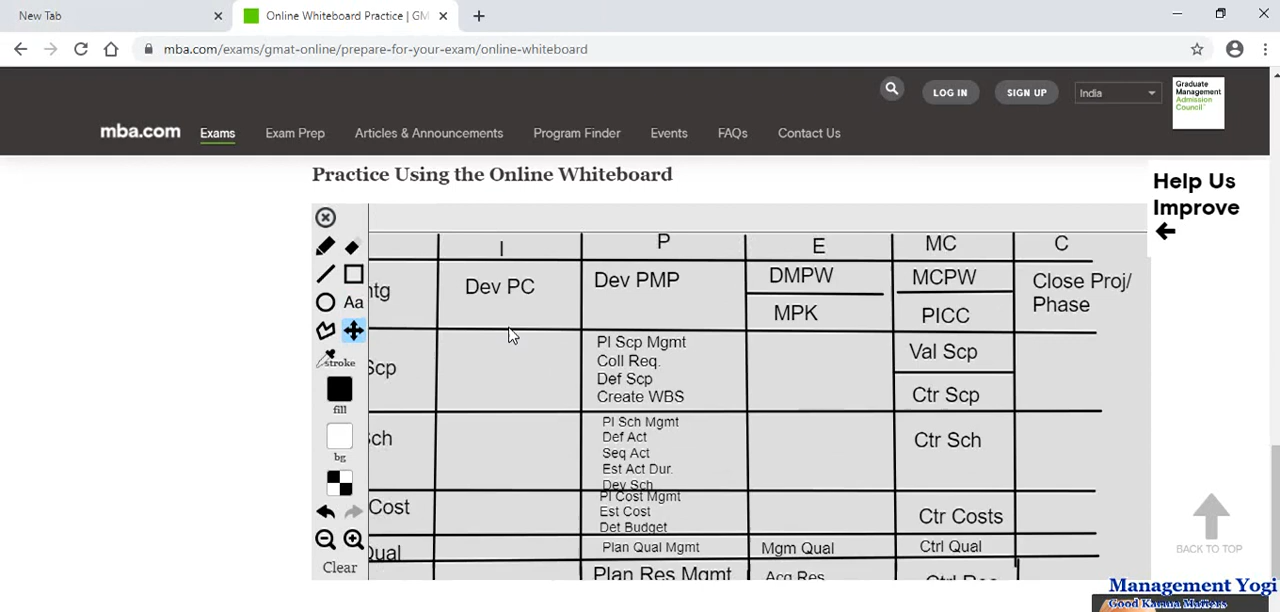 New Tab
Online Whiteboard Practice | GM
mba.com/exams/gmat-online/prepare-for-your-exam/online-whiteboard
LOG IN
SIGN UP
India
Graduate
Management
Admission
Council
mba.com
Exams
Exam Prep
Articles & Announcements
Program Finder
Events
FAQs
Contact Us
Practice Using the Online Whiteboard
Help Us
Improve
Aa
stroke
fill
bg
Clear
I
P
E
MC
C
ntg
Dev PC
Dev PMP
DMPW
MPK
MCPW
PICC
Close Proj/
Phase
Scp
Pl Scp Mgmt
Coll Req.
Def Scp
Create WBS
Val Scp
Ctr Scp
Sch
Pl Sch Mgmt
Def Act
Seq Act
Est Act Dur.
Dev Sch
Ctr Sch
Cost
Pl Cost Mgmt
Est Cost
Det Budget
Ctr Costs
Qual
Plan Qual Mgmt
Mgm Qual
Ctrl Qual
Plan Res Mgmt
Acq Res
Ctrl Res
BACK TO TOP
Management Yogi
Good Karma Matters